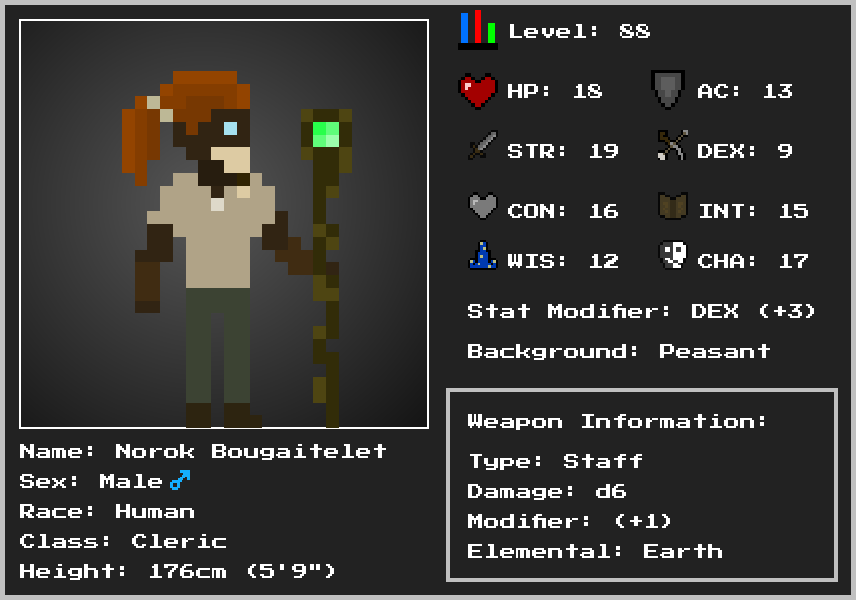 Level: 88
HP: 18 AC: 13
STR: 19 DEX: 9
CON: 16 INT: 15
WIS: 12 CHA: 17
Stat Modifier: DEX (+3)
Background: Peasant
Weapon Information:
Type: Staff
Damage: d6
Modifier: (+1)
Elemental: Earth
Name: Norok Bougaitelet
Sex: Male ♂
Race: Human
Class: Cleric
Height: 176cm (5'9")